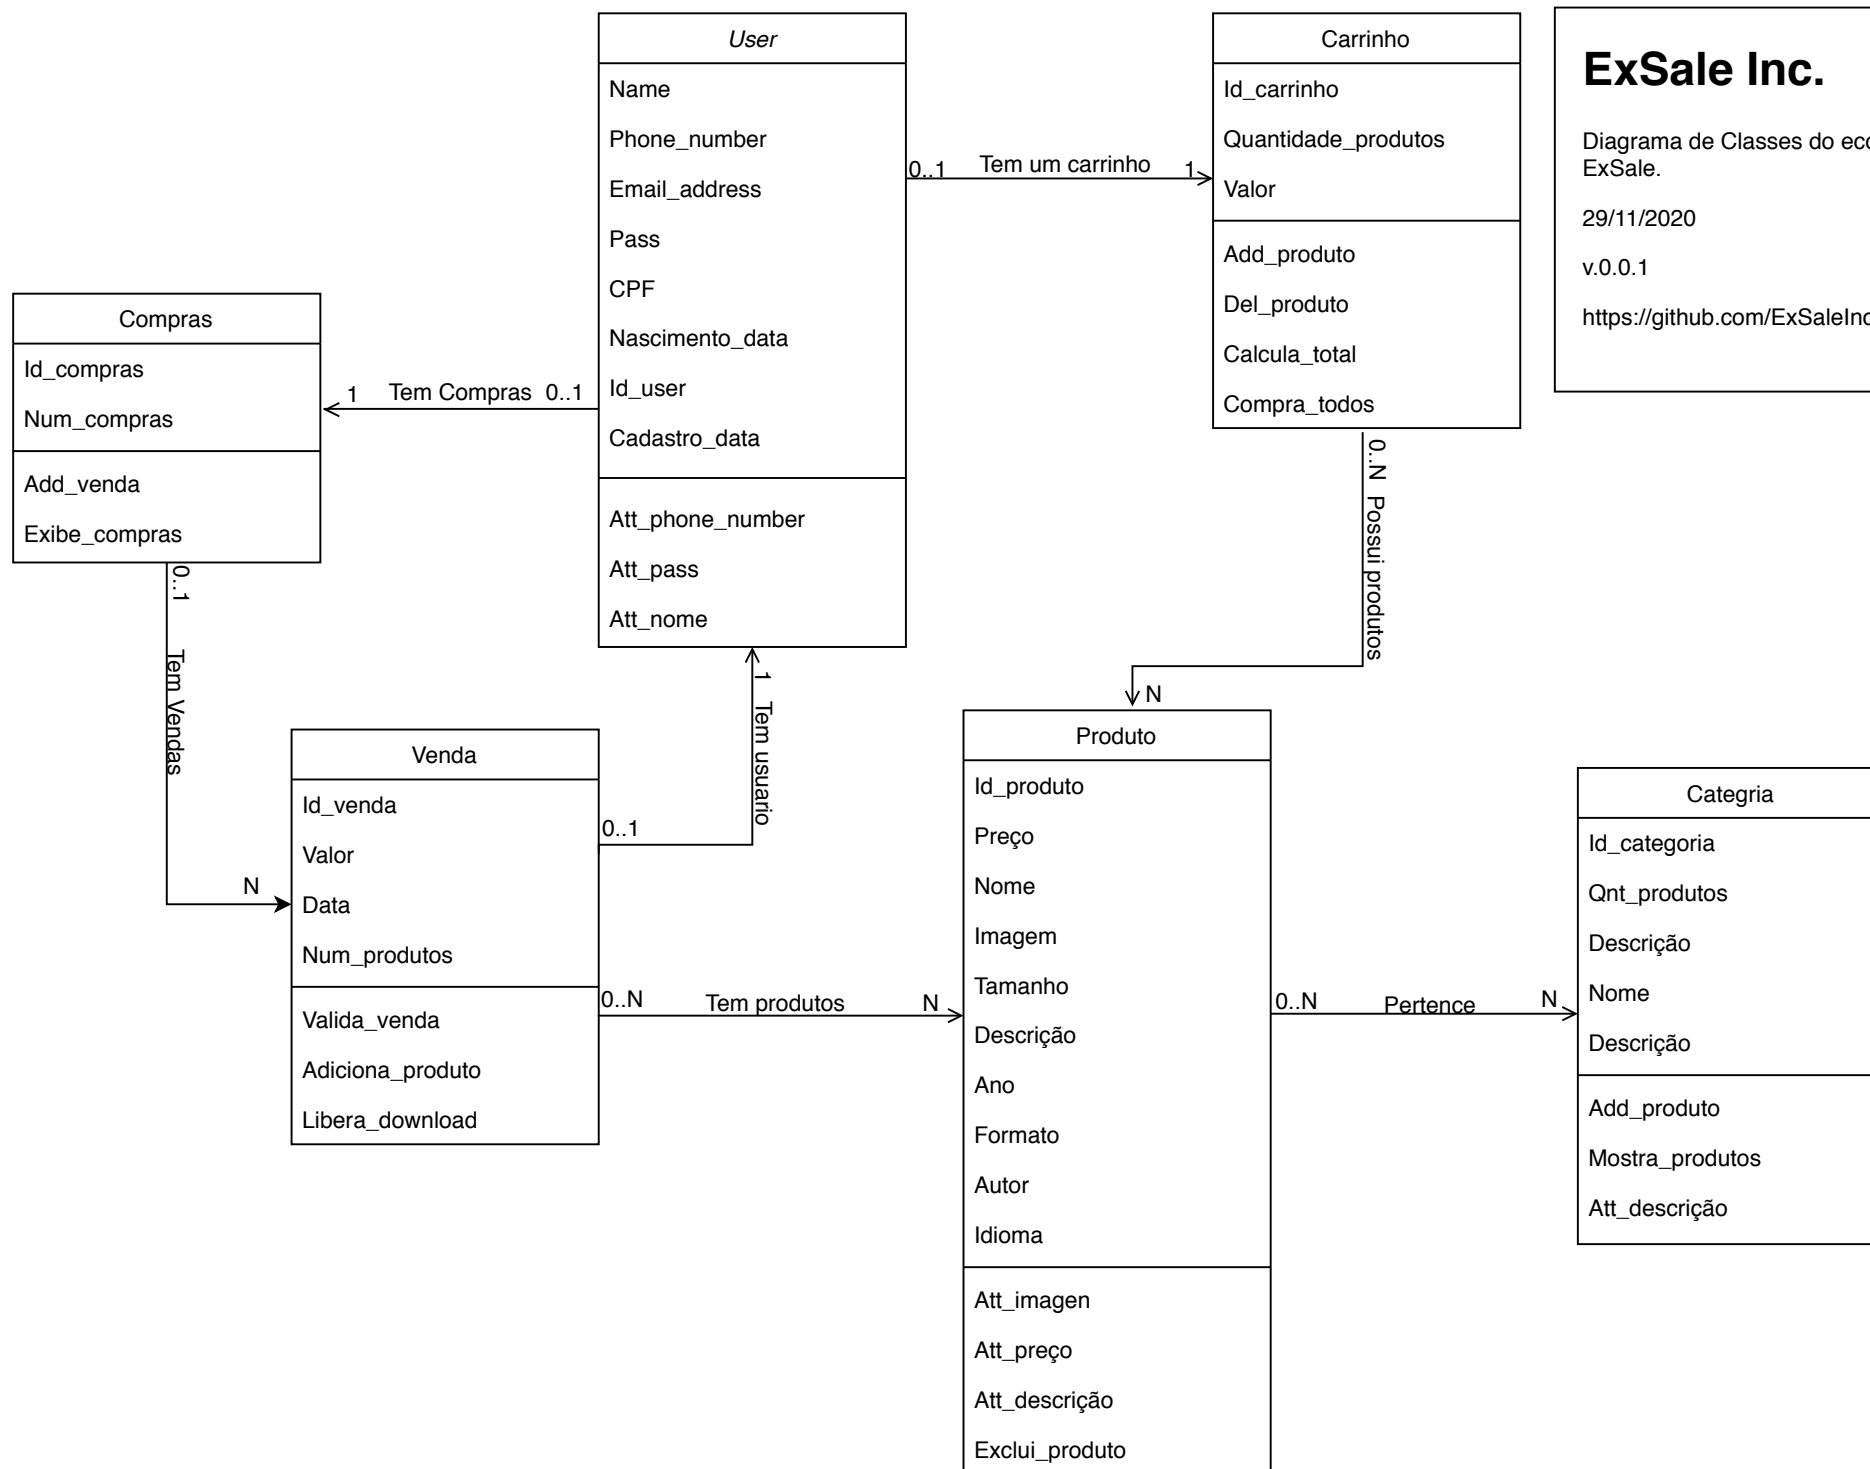 User
Name
Phone_number
Email_address
Pass
CPF
Nascimento_data
Id_user
Cadastro_data
Att_phone_number
Att_pass
Att_nome
0..1 Tem um carrinho 1
Carrinho
Id_carrinho
Quantidade_produtos
Valor
Add_produto
Del_produto
Calcula_total
Compra_todos
ExSale Inc.
Diagrama de Classes do
ExSale.
29/11/2020
v.0.0.1
https://github.com/ExSaleInc
Compras
Id_compras
Num_compras
Add_venda
Exibe_compras
1 Tem Compras 0..1
0..1 Tem Vendas
N
0..N Possui produtos
N
1 Tem usuario
0..1
Venda
Id_venda
Valor
Data
Num_produtos
Valida_venda
Adiciona_produto
Libera_download
0..N Tem produtos N
Produto
Id_produto
Preço
Nome
Imagem
Tamanho
Descrição
Ano
Formato
Autor
Idioma
Att_imagen
Att_preço
Att_descrição
Exclui_produto
0..N Pertence N
Categria
Id_categoria
Qnt_produtos
Descrição
Nome
Descrição
Add_produto
Mostra_produtos
Att_descrição